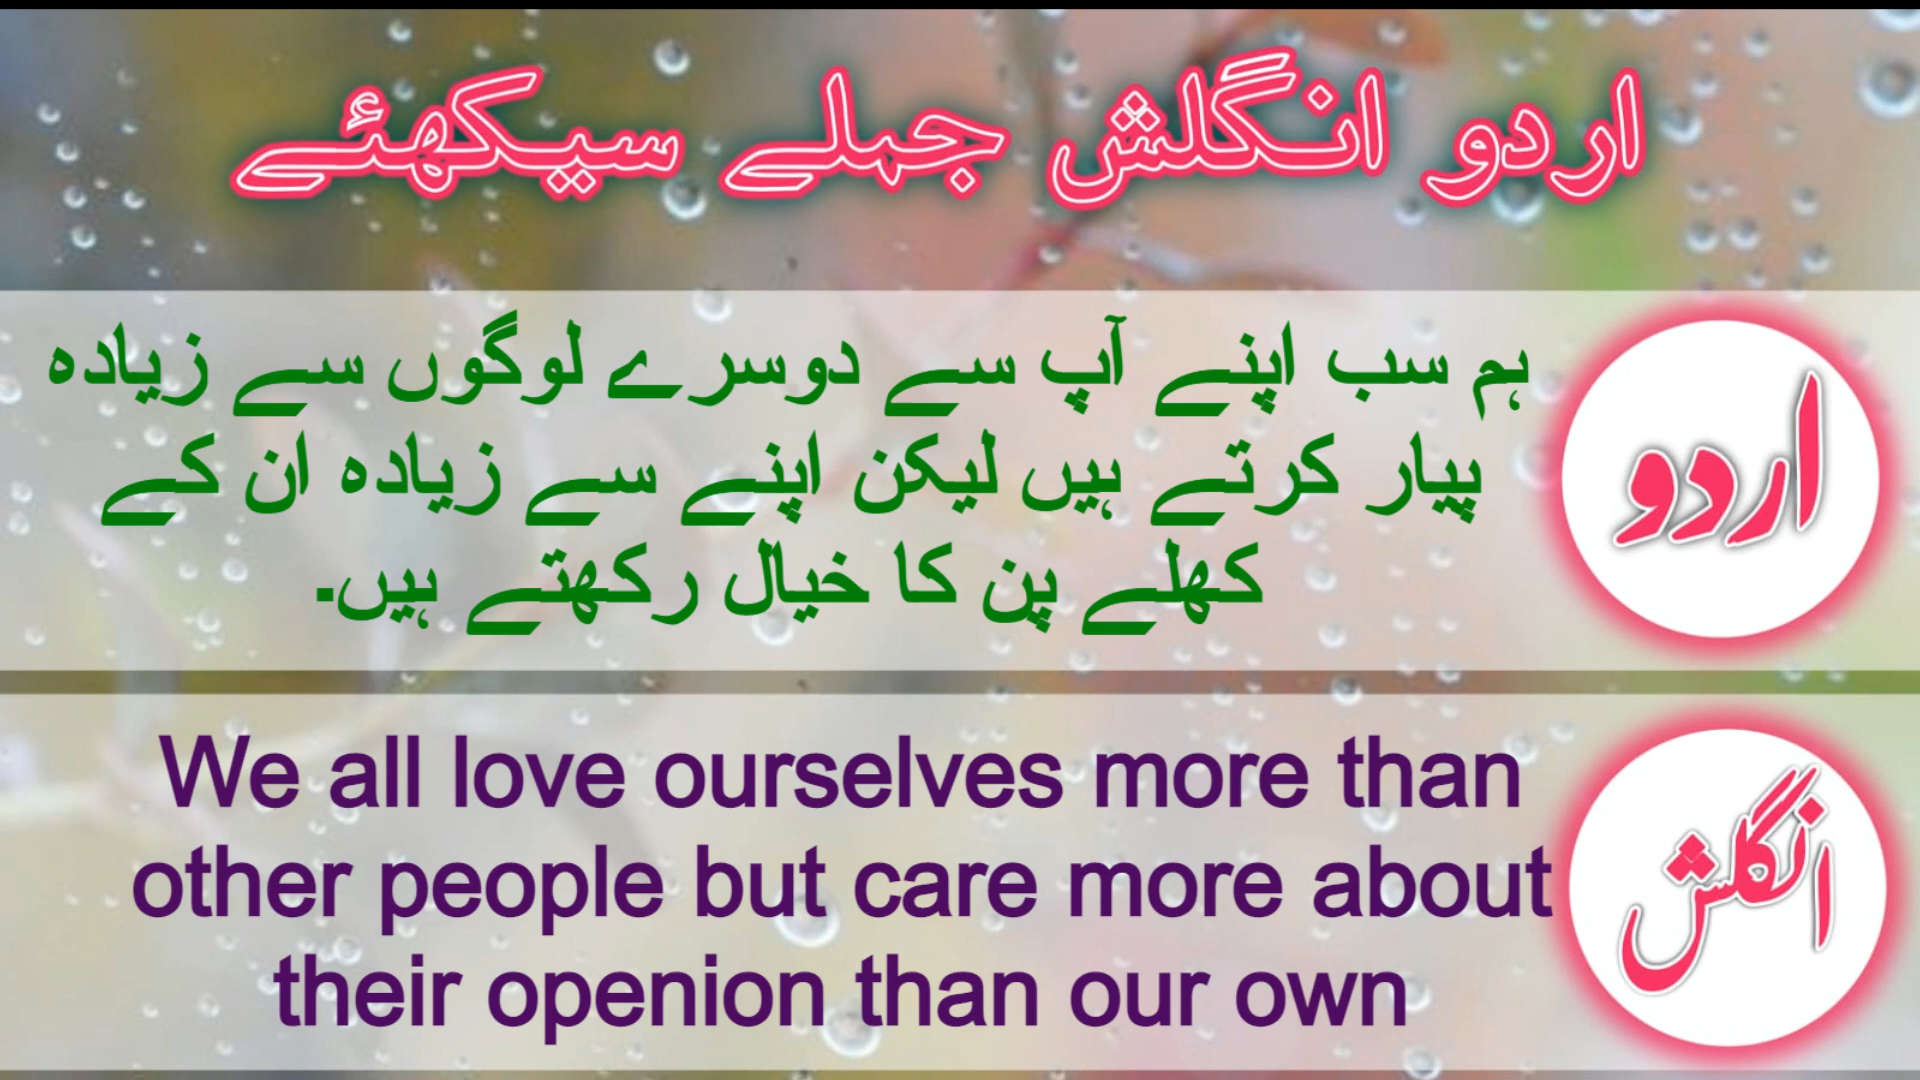 اردو انگلش جملے سیکھئے
ہم سب اپنے آپ سے دوسرے لوگوں سے زیادہ
پیار کرتے ہیں لیکن اپنے سے زیادہ ان کے
کھلے پن کا خیال رکھتے ہیں۔
اردو
We all love ourselves more than
other people but care more about
their openion than our own
انگلش